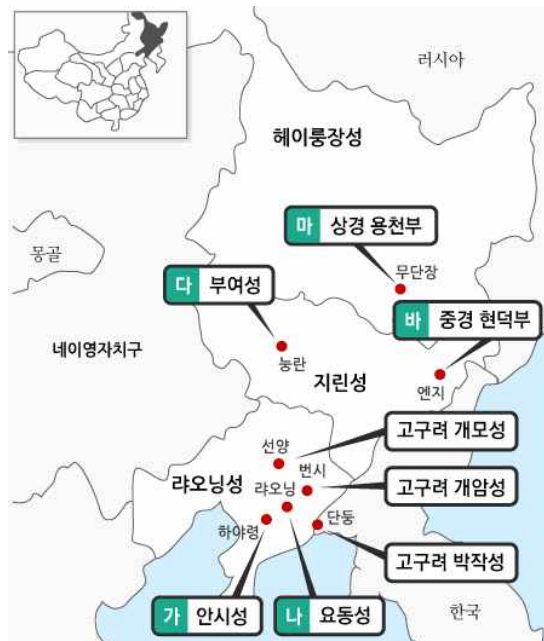 러시아
헤이룽장성
마 상경 용천부
몽골
무단장
다 부여성
바 중경 현덕부
네이영자치구
눙란
지린성
옌지
선양
고구려 개모성
번시
랴오닝성
랴오닝
고구려 개암성
하야령
단둥
고구려 박작성
가 안시성
나 요동성
한국